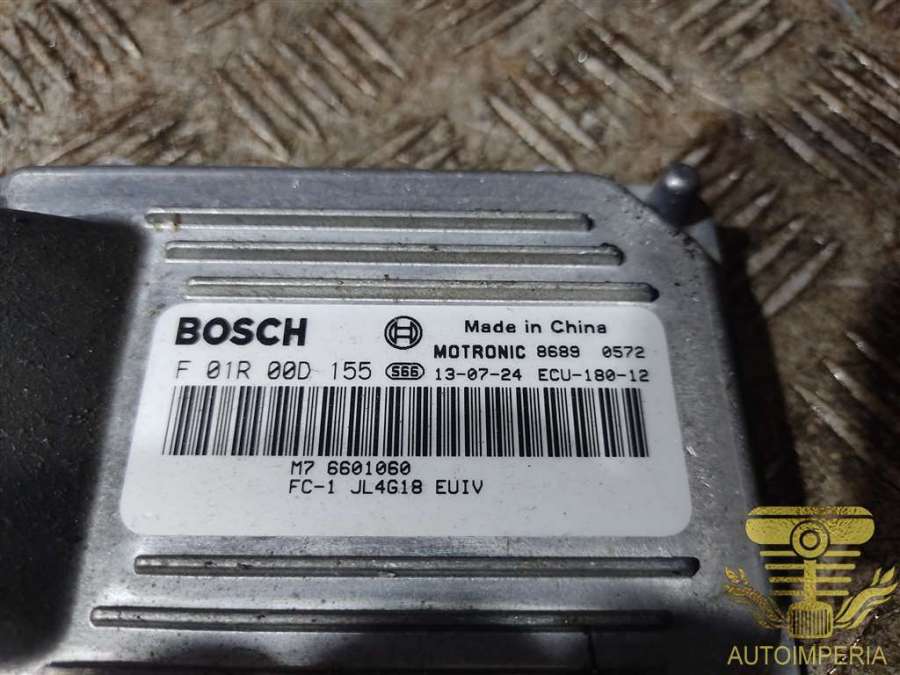 BOSCH
Made in China
MOTRONIC 8689 0572
F 01R 00D 155 S66 13-07-24 ECU-180-12
M7 6601060
FC-1 JL4G18 EUIV
AUTOIMPERIA